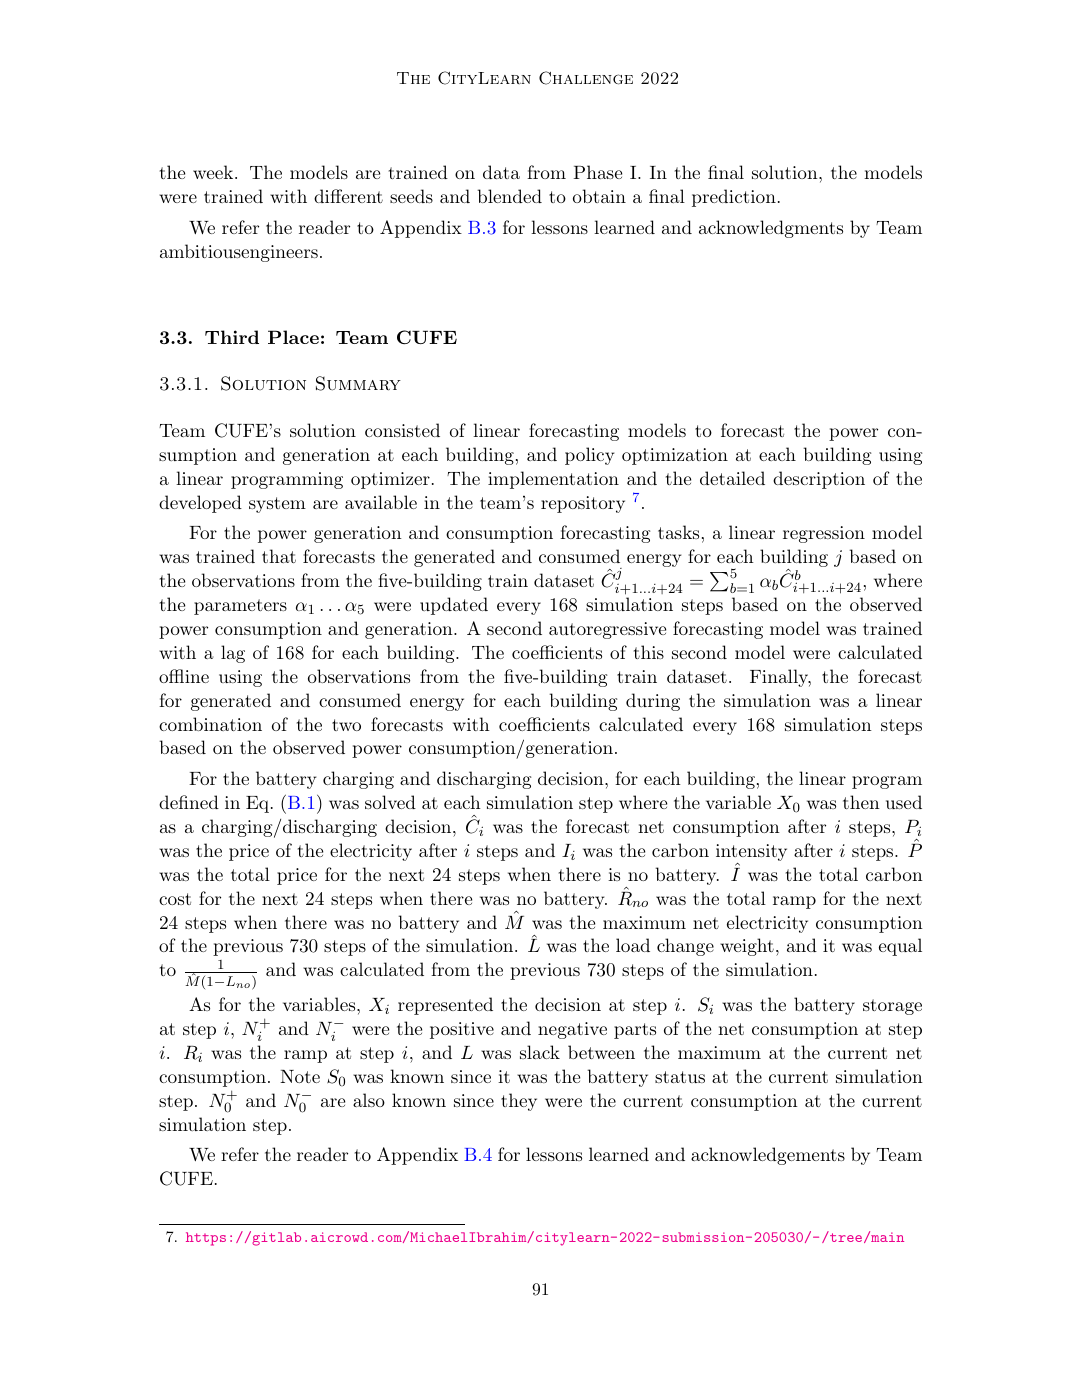 THE CITYLEARN CHALLENGE 2022
the week. The models are trained on data from Phase I. In the final solution, the models
were trained with different seeds and blended to obtain a final prediction.
We refer the reader to Appendix B.3 for lessons learned and acknowledgments by Team
ambitiousengineers.
3.3. Third Place: Team CUFE
3.3.1. SOLUTION SUMMARY
Team CUFE's solution consisted of linear forecasting models to forecast the power con-
sumption and generation at each building, and policy optimization at each building using
a linear programming optimizer. The implementation and the detailed description of the
developed system are available in the team's repository ⁷.
For the power generation and consumption forecasting tasks, a linear regression model
was trained that forecasts the generated and consumed energy for each building j based on
the observations from the five-building train dataset $\hat{C}^{j}_{i+1...i+24} = \sum_{b=1}^{5} \alpha_b \hat{C}^{b}_{i+1...i+24}$, where
the parameters $\alpha_1 \ldots \alpha_5$ were updated every 168 simulation steps based on the observed
power consumption and generation. A second autoregressive forecasting model was trained
with a lag of 168 for each building. The coefficients of this second model were calculated
offline using the observations from the five-building train dataset. Finally, the forecast
for generated and consumed energy for each building during the simulation was a linear
combination of the two forecasts with coefficients calculated every 168 simulation steps
based on the observed power consumption/generation.
For the battery charging and discharging decision, for each building, the linear program
defined in Eq. (B.1) was solved at each simulation step where the variable $X_0$ was then used
as a charging/discharging decision, $\hat{C}_i$ was the forecast net consumption after i steps, $P_i$
was the price of the electricity after i steps and $I_i$ was the carbon intensity after i steps. $\hat{P}$
was the total price for the next 24 steps when there is no battery. $\hat{I}$ was the total carbon
cost for the next 24 steps when there was no battery. $\hat{R}_{no}$ was the total ramp for the next
24 steps when there was no battery and $\hat{M}$ was the maximum net electricity consumption
of the previous 730 steps of the simulation. $\hat{L}$ was the load change weight, and it was equal
to $\frac{1}{\hat{M}(1-L_{no})}$ and was calculated from the previous 730 steps of the simulation.
As for the variables, $X_i$ represented the decision at step i. $S_i$ was the battery storage
at step i, $N_i^+$ and $N_i^-$ were the positive and negative parts of the net consumption at step
i. $R_i$ was the ramp at step i, and L was slack between the maximum at the current net
consumption. Note $S_0$ was known since it was the battery status at the current simulation
step. $N_0^+$ and $N_0^-$ are also known since they were the current consumption at the current
simulation step.
We refer the reader to Appendix B.4 for lessons learned and acknowledgements by Team
CUFE.
7. https://gitlab.aicrowd.com/MichaelIbrahim/citylearn-2022-submission-205030/-/tree/main
91